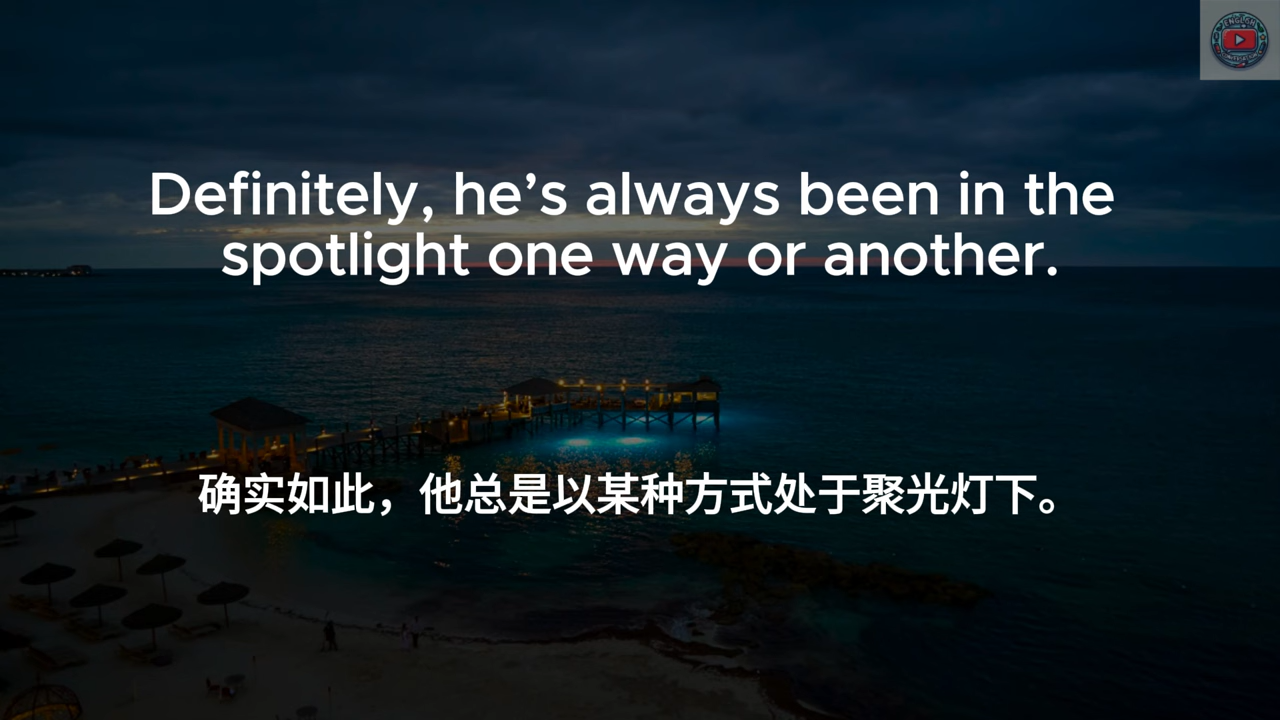 Definitely, he’s always been in the
spotlight one way or another.
确实如此，他总是以某种方式处于聚光灯下。